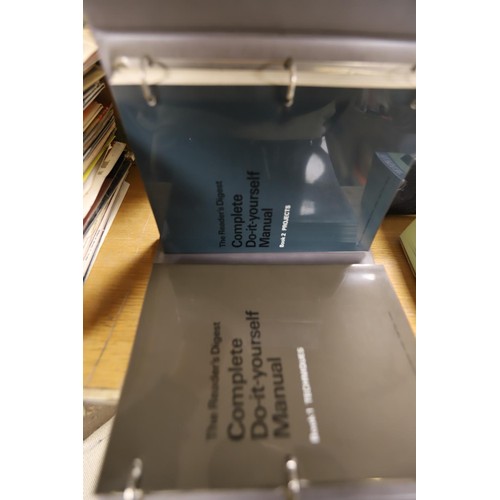 The Reader's Digest
Complete
Do-it-yourself
Manual
Book 2 PROJECTS
The Reader's Digest
Complete
Do-it-yourself
Manual
Book 1 TECHNIQUES